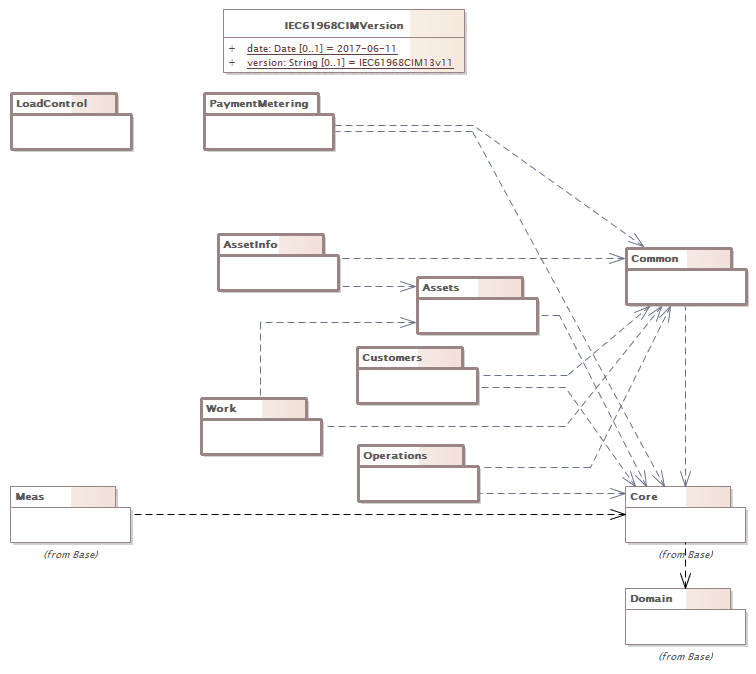 IEC61968CIMVersion
+ date: Date [0..1] = 2017-06-11
+ version: String [0..1] = IEC61968CIM13v11
LoadControl
PaymentMetering
AssetInfo
Common
Assets
Customers
Work
Operations
Meas
Core
(from Base)
(from Base)
Domain
(from Base)